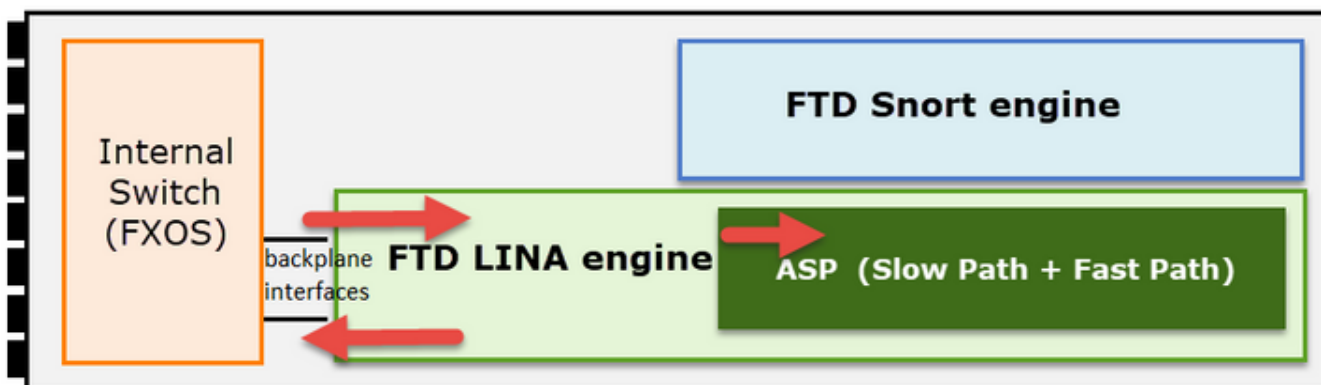 Internal
Switch
(FXOS)
backplane
interfaces
FTD Snort engine
FTD LINA engine
ASP (Slow Path + Fast Path)